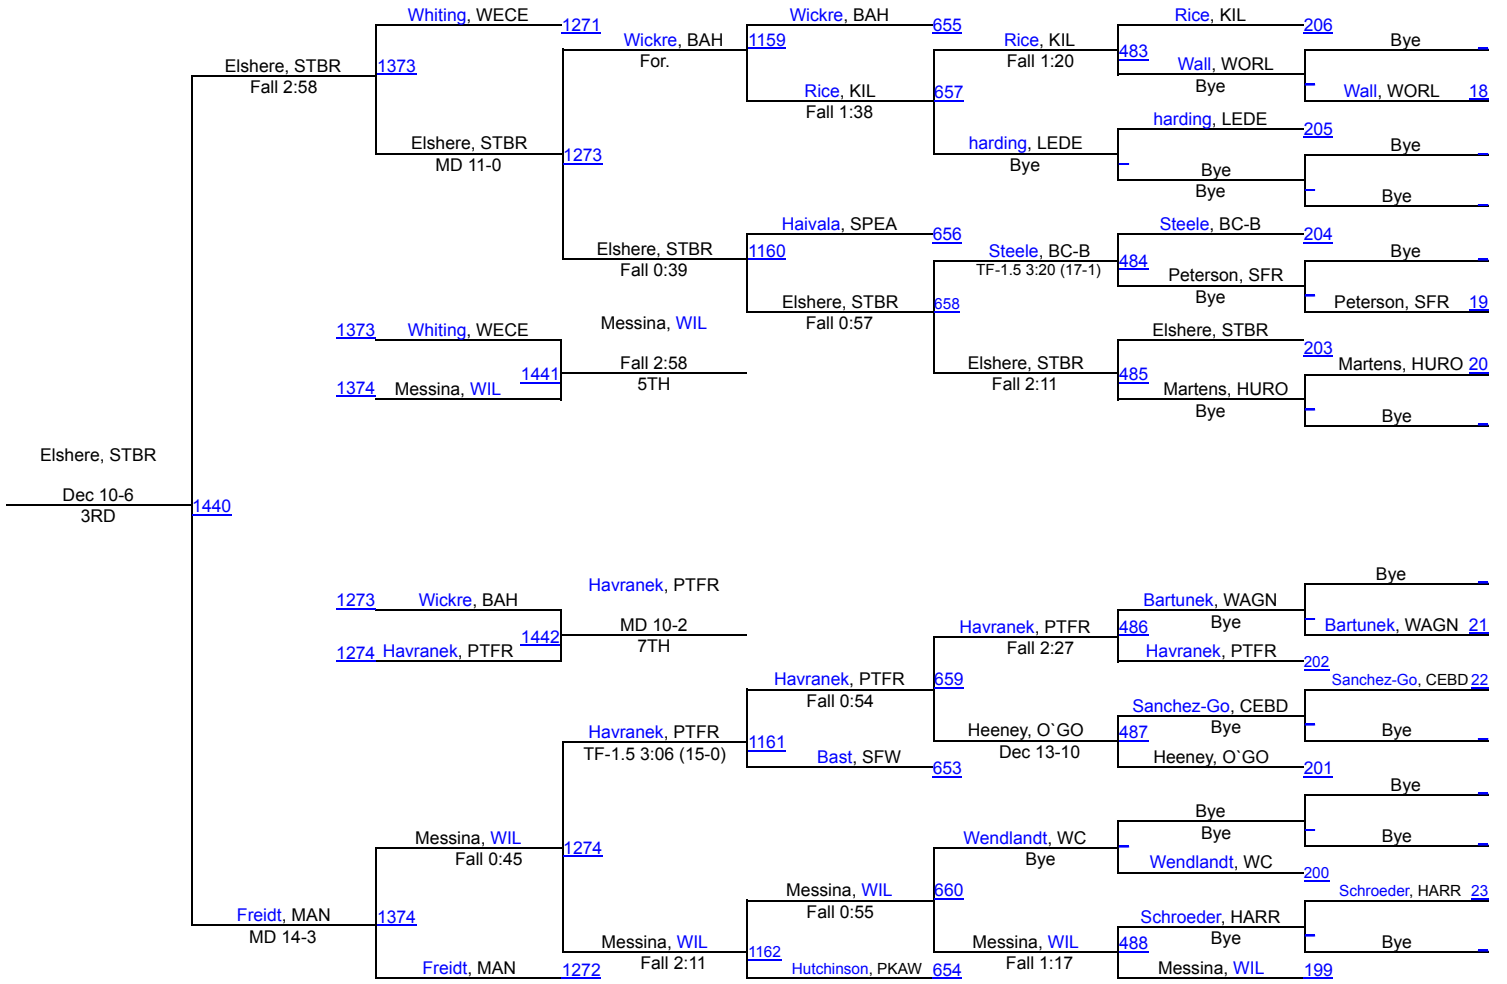 Whiting, WECE
1271
Wickre, BAH
655
Rice, KIL
206
Wickre, BAH
1159
Rice, KIL
483
Bye
For.
Fall 1:20
Elshere, STBR
1373
Wall, WORL
Fall 2:58
Bye
Rice, KIL
657
Wall, WORL 18
Fall 1:38
harding, LEDE
205
Elshere, STBR
1273
harding, LEDE
Bye
MD 11-0
Bye
Bye
Bye
Bye
Haivala, SPEA
656
Steele, BC-B
204
Elshere, STBR
1160
Steele, BC-B
484
Bye
Fall 0:39
TF-1.5 3:20 (17-1)
Peterson, SFR
Bye
Elshere, STBR
658
Peterson, SFR 19
Fall 0:57
1373
Whiting, WECE
Messina, WIL
Elshere, STBR
203
Fall 2:58
Elshere, STBR
485
Martens, HURO 20
1374
Messina, WIL
1441
5TH
Fall 2:11
Martens, HURO
Bye
Bye
Elshere, STBR
Dec 10-6
1440
3RD
Havranek, PTFR
Bye
1273
Wickre, BAH
Bartunek, WAGN
Bye
MD 10-2
Havranek, PTFR
486
Bartunek, WAGN 21
1274
Havranek, PTFR
1442
7TH
Fall 2:27
Havranek, PTFR
202
Havranek, PTFR
659
Sanchez-Go, CEBD 22
Fall 0:54
Sanchez-Go, CEBD
Bye
Havranek, PTFR
1161
Heeney, O`GO
487
Bye
TF-1.5 3:06 (15-0)
Bast, SFW
653
Dec 13-10
Heeney, O`GO
201
Bye
Bye
Bye
Messina, WIL
1274
Wendlandt, WC
Bye
Fall 0:45
Bye
Wendlandt, WC
200
Messina, WIL
660
Schroeder, HARR 23
Fall 0:55
Freidt, MAN
1374
Schroeder, HARR
MD 14-3
Bye
Messina, WIL
1162
Messina, WIL
488
Bye
Fall 2:11
Fall 1:17
Freidt, MAN
1272
Hutchinson, PKAW 654
Messina, WIL
199